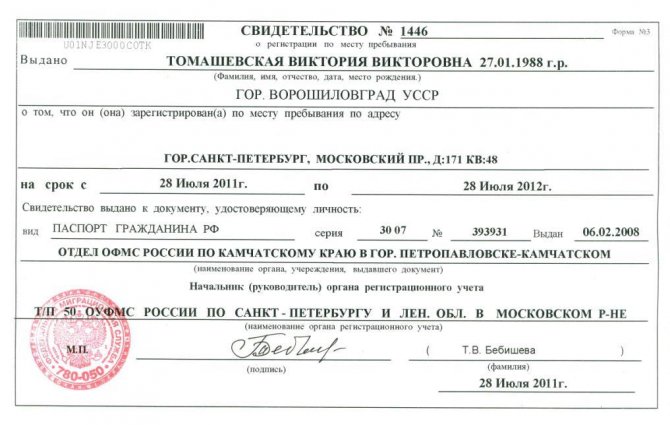 СВИДЕТЕЛЬСТВО № 1446
Форма №3
U01NJE3000C0TK
о регистрации по месту пребывания
Выдано ТОМАШЕВСКАЯ ВИКТОРИЯ ВИКТОРОВНА 27.01.1988 г.р.
(Фамилия, имя, отчество, дата, место рождения.)
ГОР. ВОРОШИЛОВГРАД УССР
о том, что он (она) зарегистрирован(а) по месту пребывания по адресу
ГОР.САНКТ-ПЕТЕРБУРГ, МОСКОВСКИЙ ПР., Д:171 КВ:48
на срок с 28 Июля 2011г. по 28 Июля 2012г.
Свидетельство выдано к документу, удостоверяющему личность:
вид ПАСПОРТ ГРАЖДАНИНА РФ серия 30 07 № 393931 Выдан 06.02.2008
ОТДЕЛ ОФМС РОССИИ ПО КАМЧАТСКОМУ КРАЮ В ГОР. ПЕТРОПАВЛОВСКЕ-КАМЧАТСКОМ
(наименование органа, учреждения, выдавшего документ)
Начальник (руководитель) органа регистрационного учета
Т/П 50 ОУФМС РОССИИ ПО САНКТ-ПЕТЕРБУРГУ И ЛЕН. ОБЛ. В МОСКОВСКОМ Р-НЕ
(наименование органа регистрационного учета)
М.П.
( Т.В. Бебишева )
(подпись) (фамилия)
780-050
28 Июля 2011г.